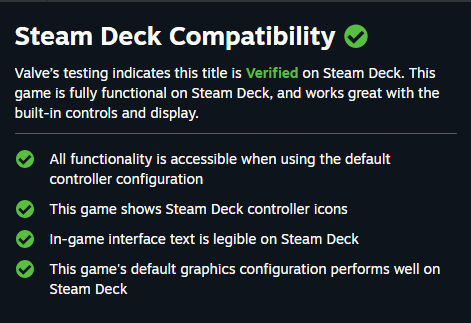 Steam Deck Compatibility
Valve's testing indicates this title is Verified on Steam Deck. This
game is fully functional on Steam Deck, and works great with the
built-in controls and display.
All functionality is accessible when using the default
controller configuration
This game shows Steam Deck controller icons
In-game interface text is legible on Steam Deck
This game's default graphics configuration performs well on
Steam Deck